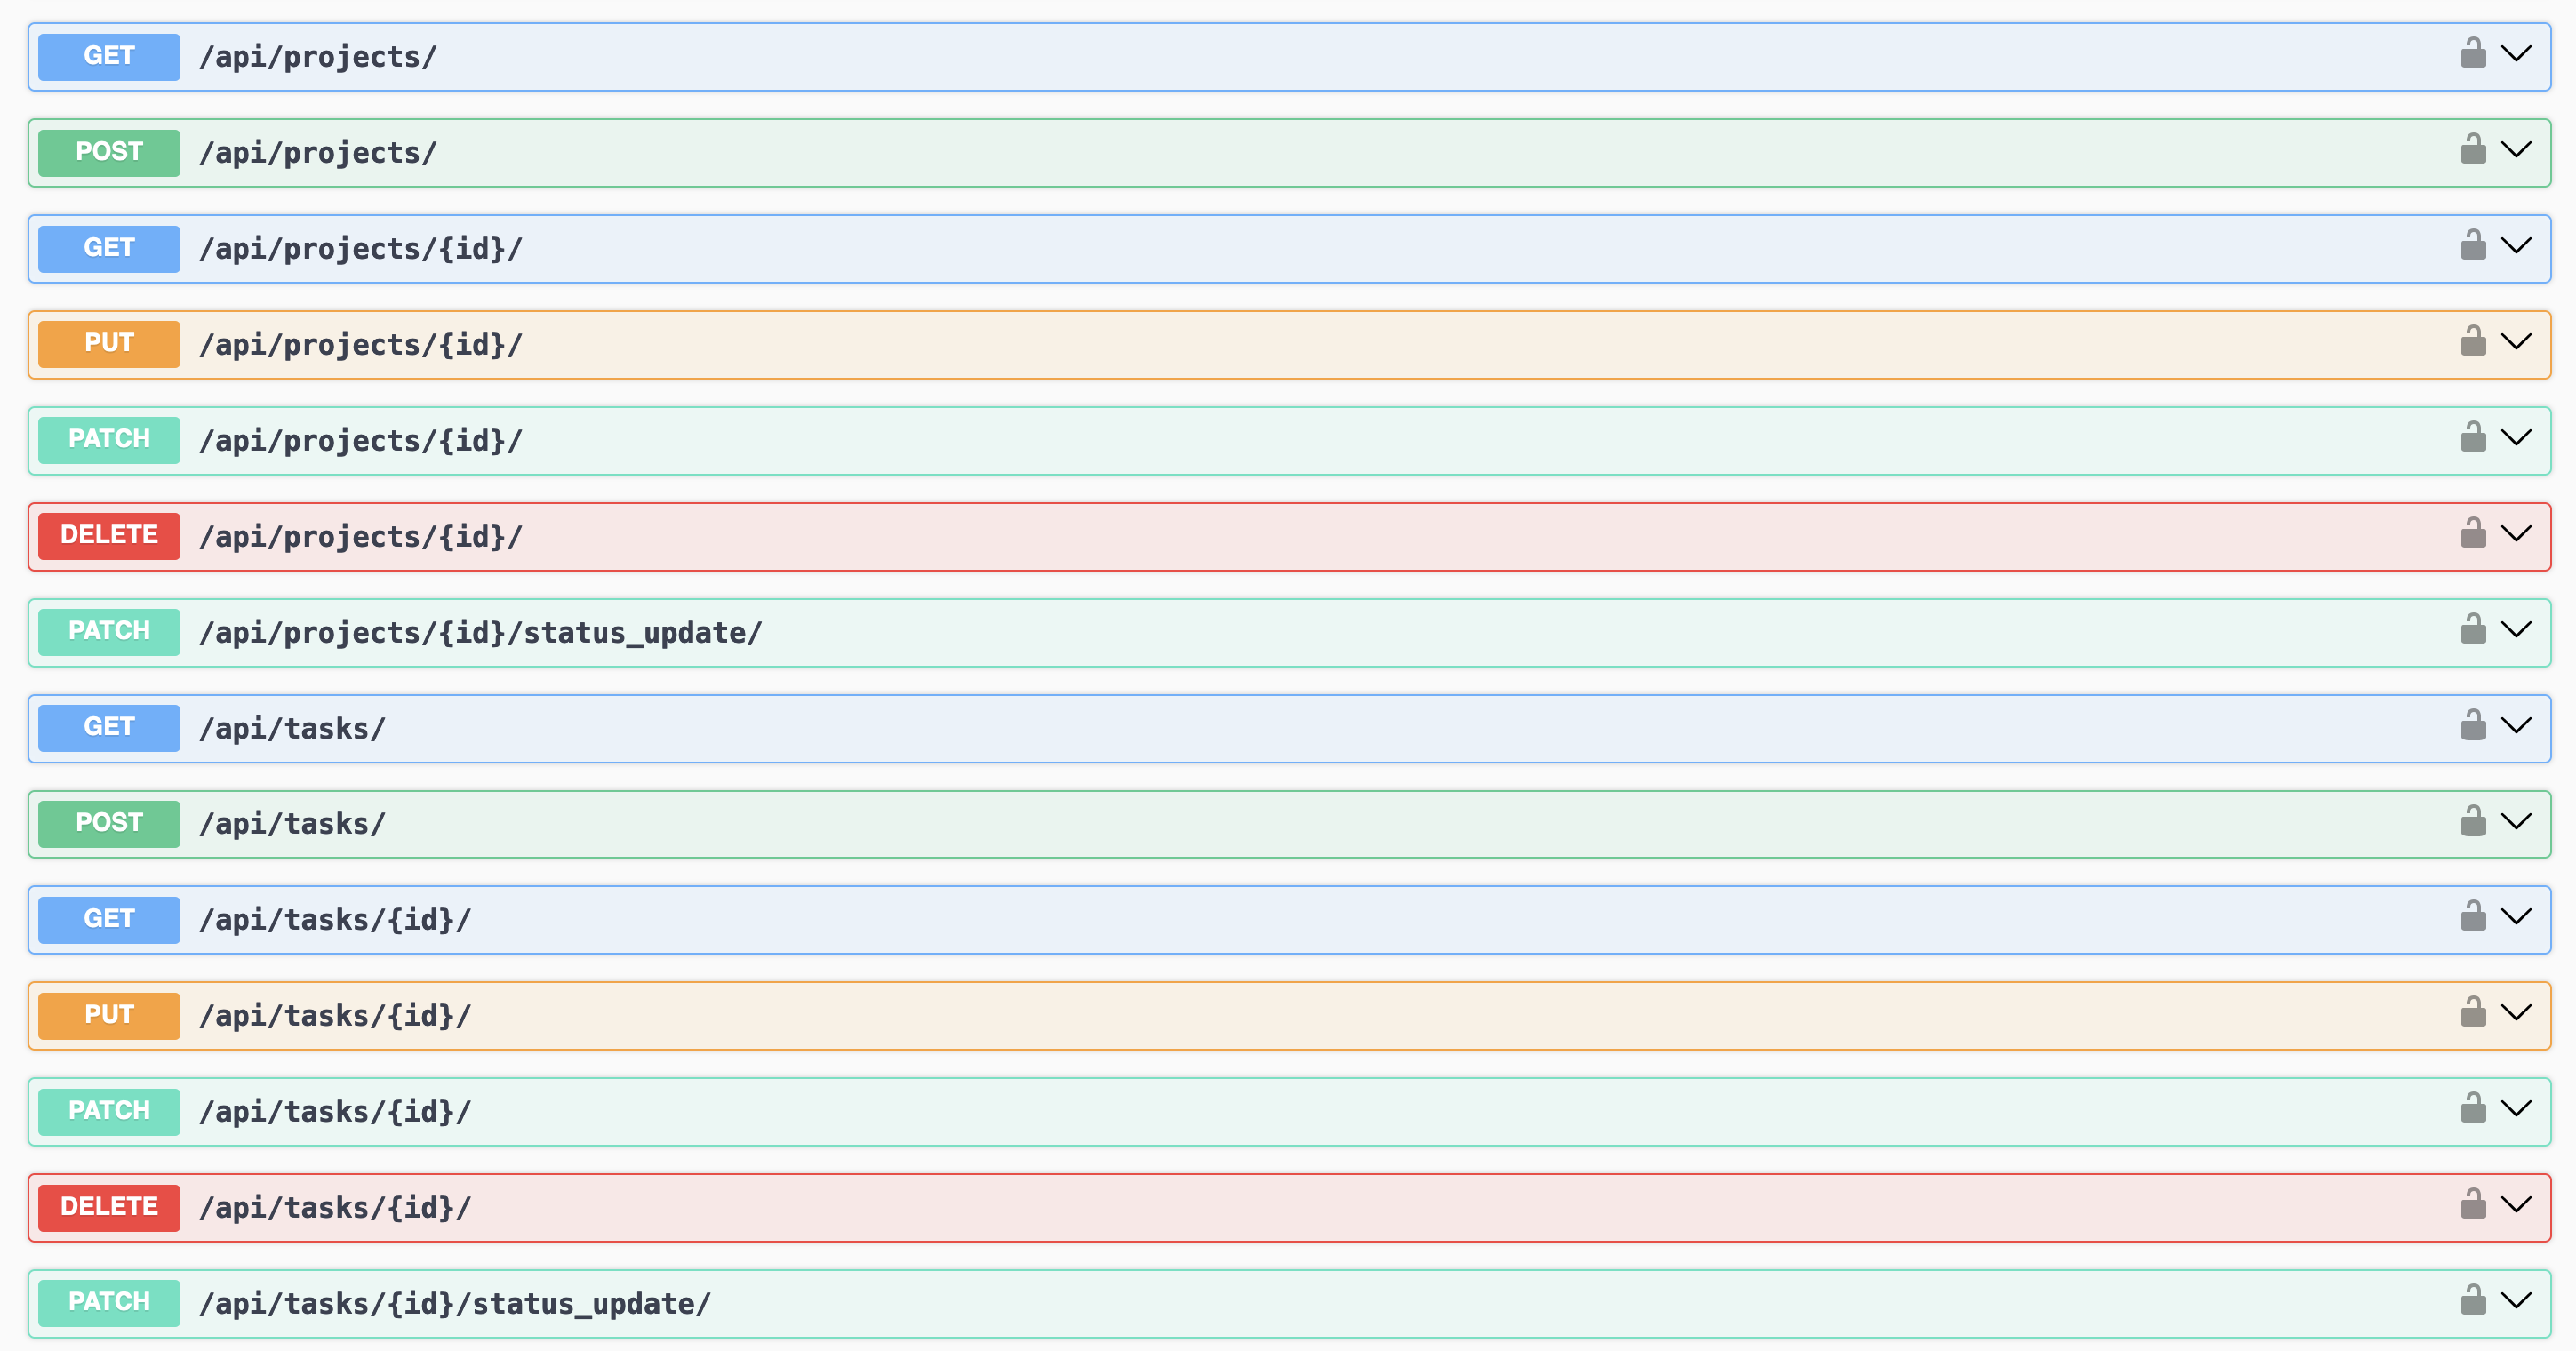 GET /api/projects/
POST /api/projects/
GET /api/projects/{id}/
PUT /api/projects/{id}/
PATCH /api/projects/{id}/
DELETE /api/projects/{id}/
PATCH /api/projects/{id}/status_update/
GET /api/tasks/
POST /api/tasks/
GET /api/tasks/{id}/
PUT /api/tasks/{id}/
PATCH /api/tasks/{id}/
DELETE /api/tasks/{id}/
PATCH /api/tasks/{id}/status_update/